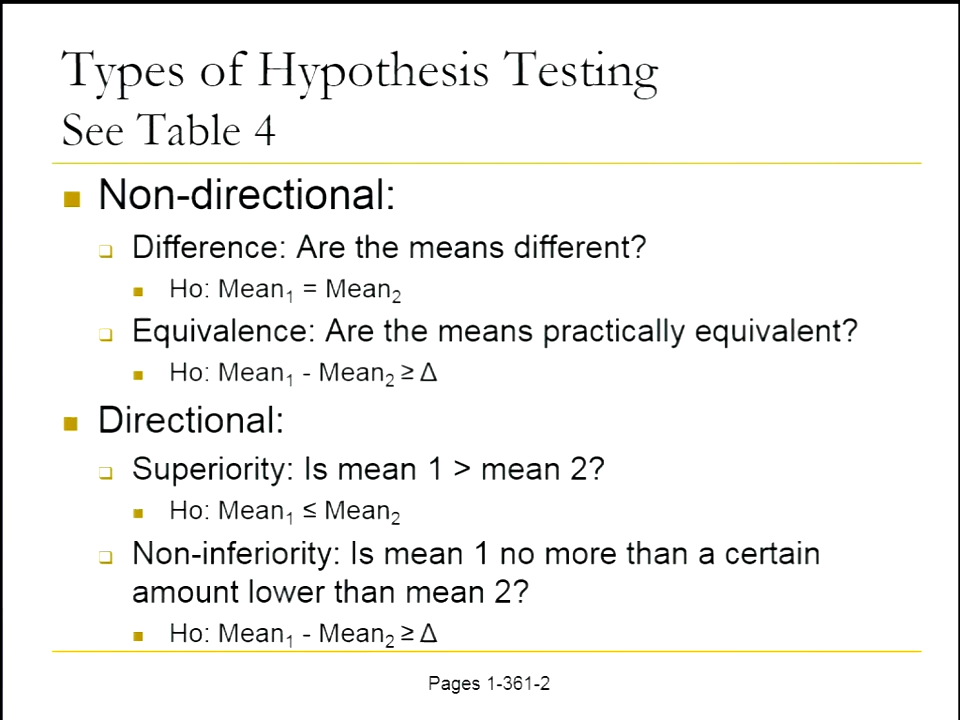 Types of Hypothesis Testing
See Table 4
Non-directional:
Difference: Are the means different?
Ho: Mean₁ = Mean₂
Equivalence: Are the means practically equivalent?
Ho: Mean₁ - Mean₂ ≥ Δ
Directional:
Superiority: Is mean 1 > mean 2?
Ho: Mean₁ ≤ Mean₂
Non-inferiority: Is mean 1 no more than a certain
amount lower than mean 2?
Ho: Mean₁ - Mean₂ ≥ Δ
Pages 1-361-2